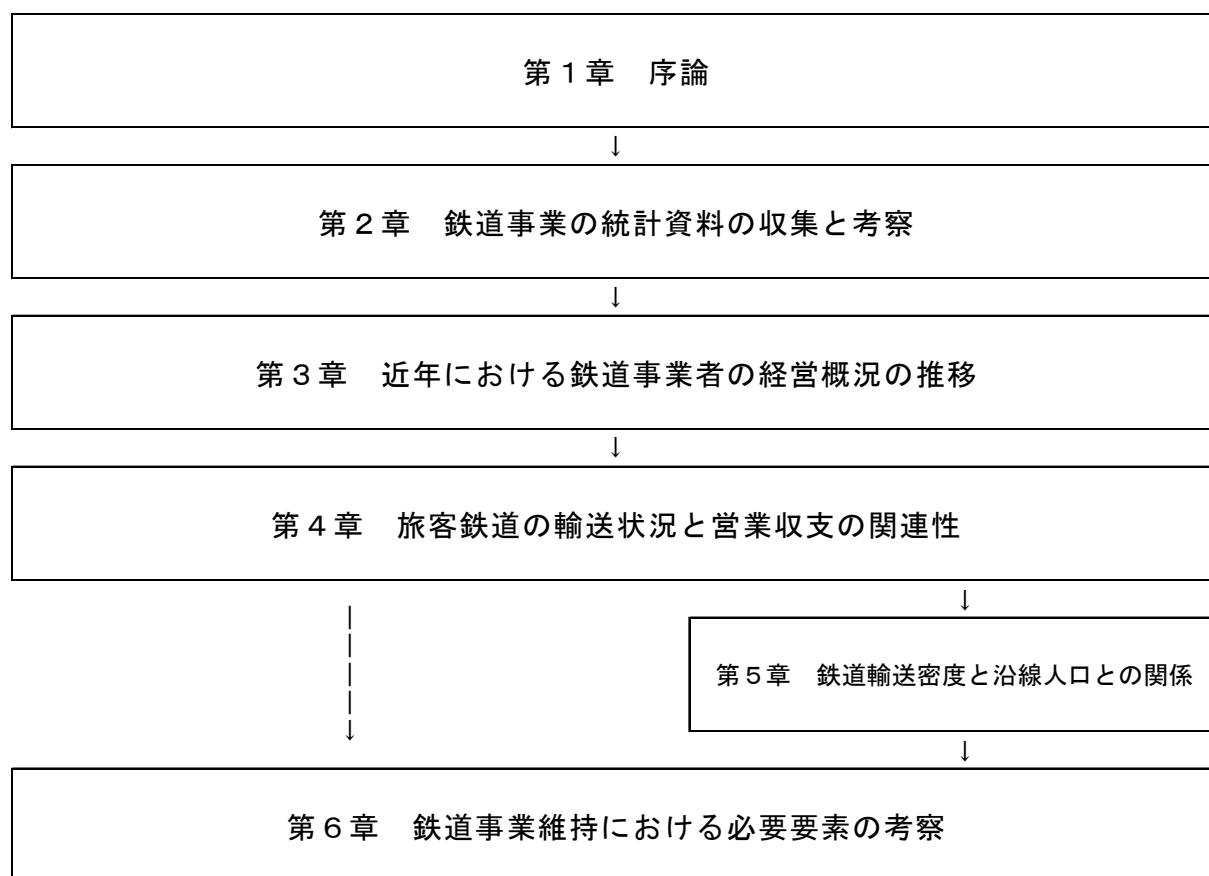 第１章　序論
↓
第２章　鉄道事業の統計資料の収集と考察
↓
第３章　近年における鉄道事業者の経営概況の推移
↓
第４章　旅客鉄道の輸送状況と営業収支の関連性
↓
第５章　鉄道輸送密度と沿線人口との関係
↓
↓
第６章　鉄道事業維持における必要要素の考察